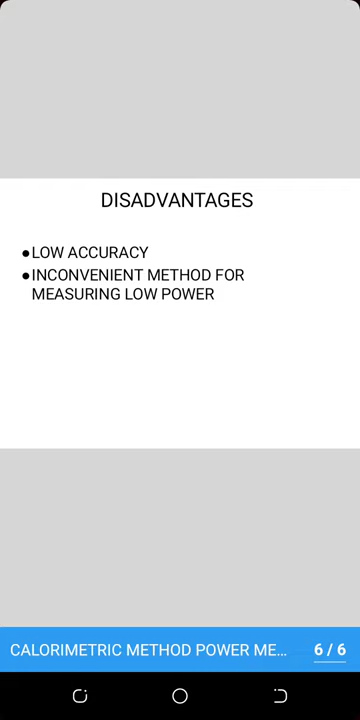 DISADVANTAGES
●LOW ACCURACY
●INCONVENIENT METHOD FOR
MEASURING LOW POWER
CALORIMETRIC METHOD POWER ME...
6 / 6